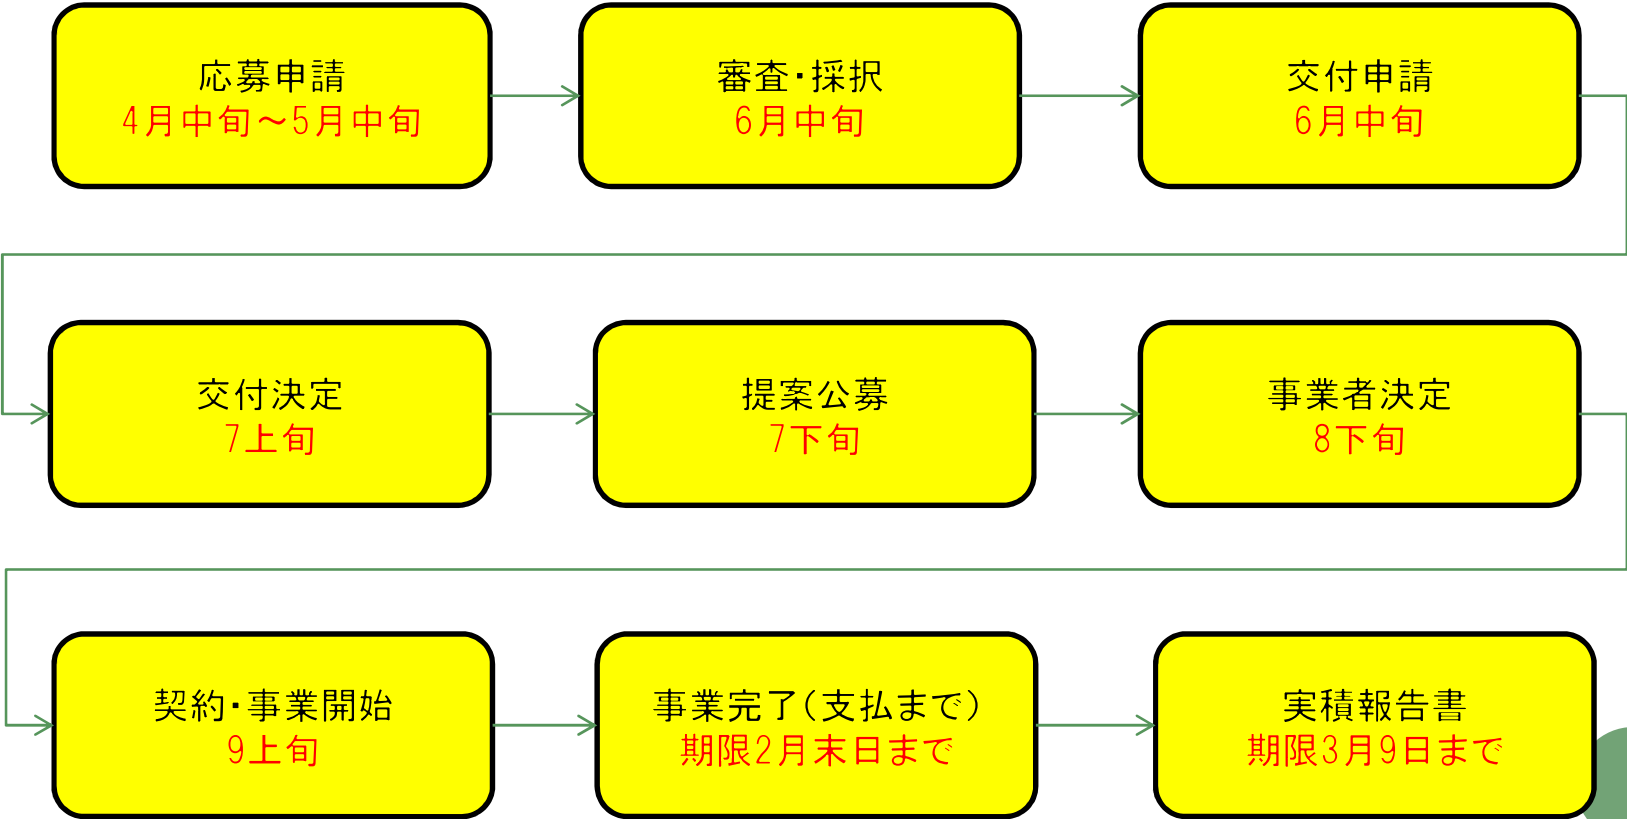 応募申請
4月中旬～5月中旬
審査・採択
6月中旬
交付申請
6月中旬
交付決定
7上旬
提案公募
7下旬
事業者決定
8下旬
契約・事業開始
9上旬
事業完了(支払まで)
期限2月末日まで
実積報告書
期限3月9日まで